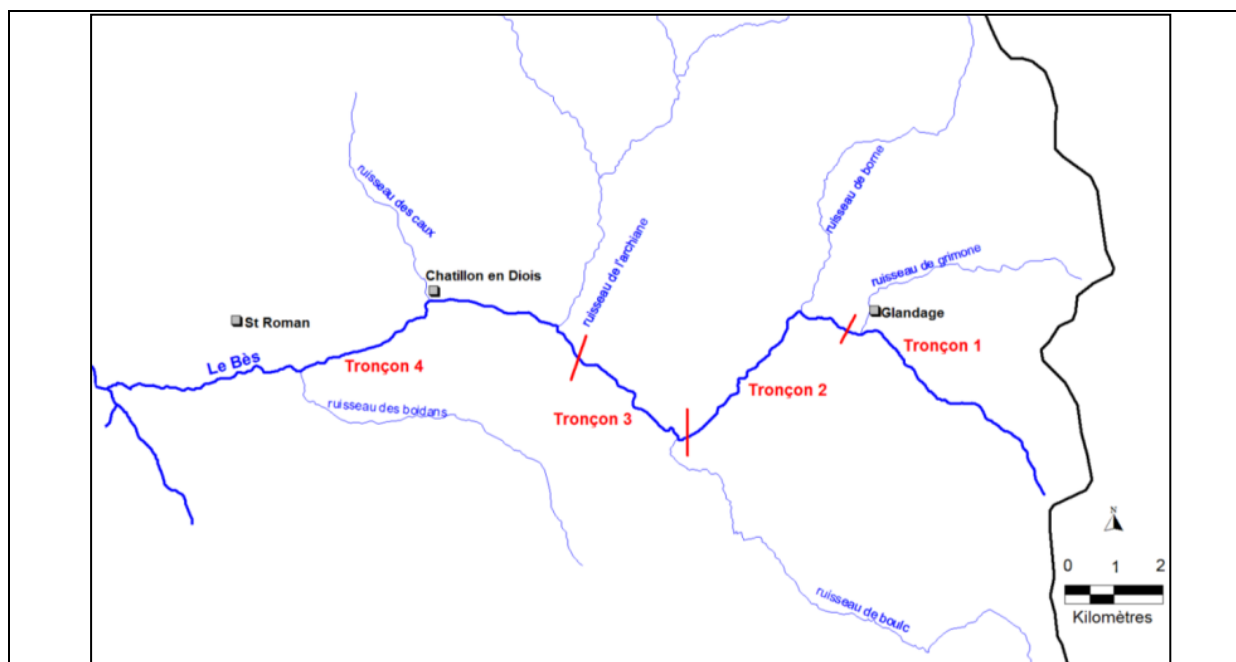 ruisseau des caux
ruisseau de borne
ruisseau de l'archiane
ruisseau de grimone
Chatillon en Diois
Glandage
St Roman
Tronçon 1
Le Bès
Tronçon 4
Tronçon 2
Tronçon 3
ruisseau des boidans
N
0 1 2
Kilomètres
ruisseau de boulc